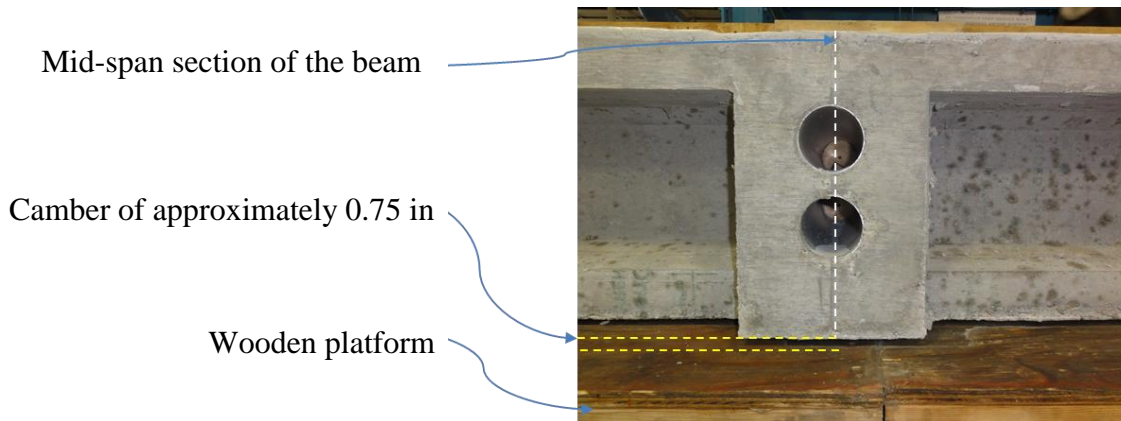 Mid-span section of the beam
Camber of approximately 0.75 in
Wooden platform